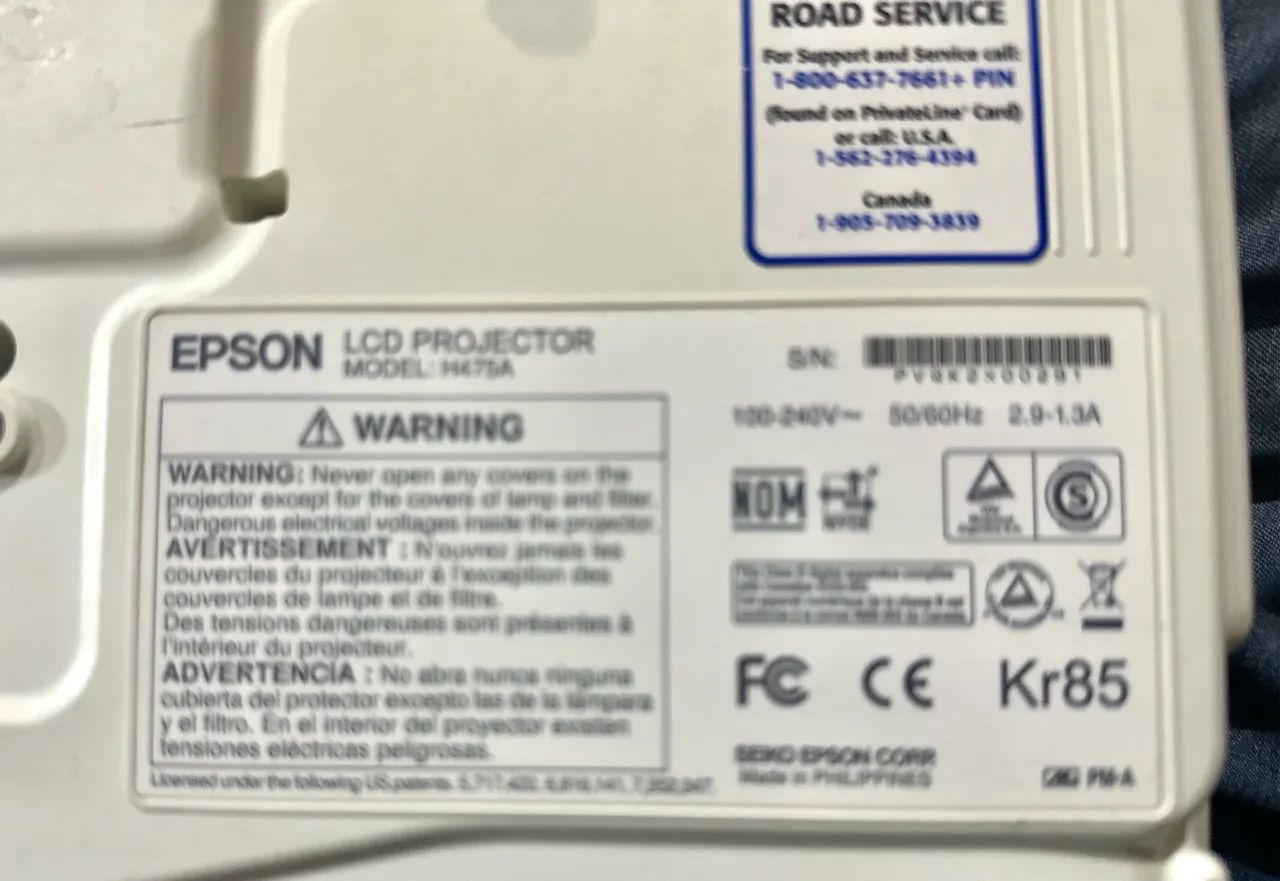 ROAD SERVICE
For Support and Service call:
1-800-637-7661+ PIN
(found on PrivateLine® Card)
or call: U.S.A.
1-562-276-4394
Canada
1-905-709-3839
EPSON
LCD PROJECTOR
MODEL: H475A
S/N:
100-240V~ 50/60Hz 2.9-1.3A
WARNING
WARNING: Never open any covers on the
projector except for the covers of lamp and filter.
Dangerous electrical voltages inside the projector.
AVERTISSEMENT : N'ouvrez jamais les
couvercles du projecteur à l'exception des
couvercles de lampe et de filtre.
Des tensions dangereuses sont présentes à
l'intérieur du projecteur.
ADVERTENCIA : No abra nunca ninguna
cubierta del protector excepto las de la lámpara
y el filtro. En el interior del proyector existen
tensiones eléctricas peligrosas.
Licensed under the following US patents.
NOM
S
FC CE Kr85
SEIKO EPSON CORP.
Made in PHILIPPINES
PM-A